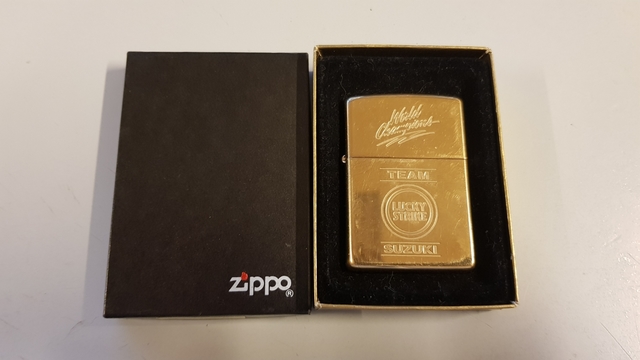 World
Champions
TEAM
LUCKY
STRIKE
SUZUKI
zippo®